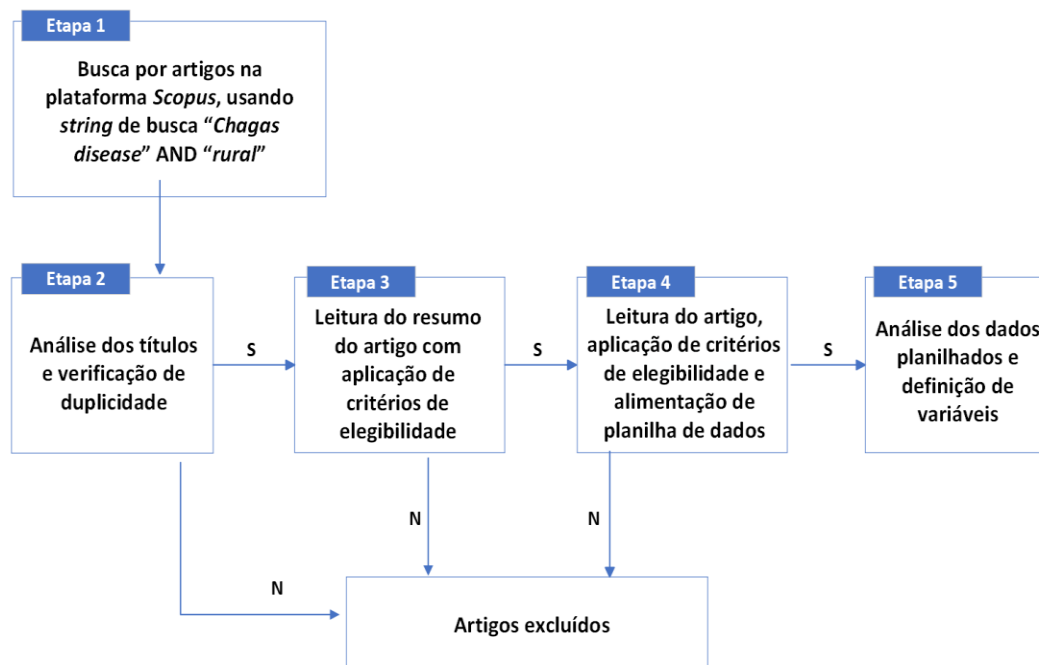 Etapa 1
Busca por artigos na
plataforma Scopus, usando
string de busca “Chagas
disease” AND “rural”
Etapa 2
Análise dos títulos
e verificação de
duplicidade
S
Etapa 3
Leitura do resumo
do artigo com
aplicação de
critérios de
elegibilidade
S
Etapa 4
Leitura do artigo,
aplicação de critérios
de elegibilidade e
alimentação de
planilha de dados
S
Etapa 5
Análise dos dados
planilhados e
definição de
variáveis
N
N
N
Artigos excluídos